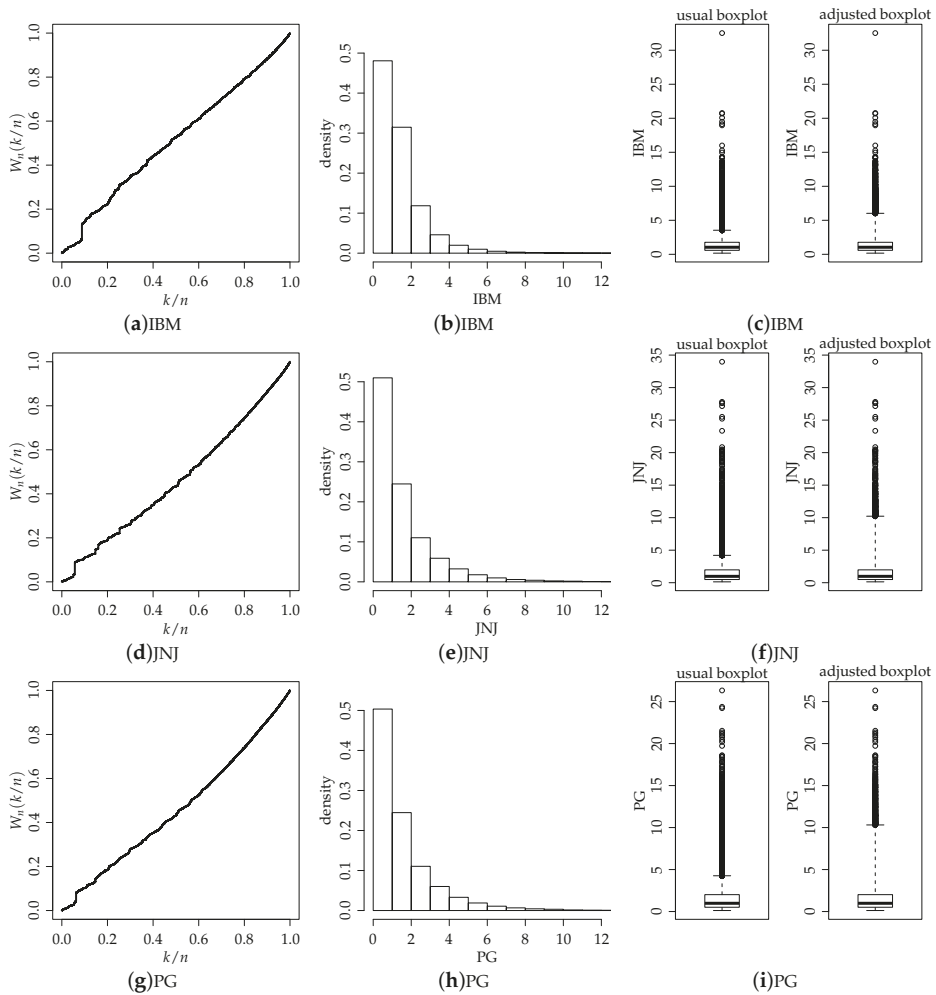 usual boxplot adjusted boxplot
0.0 0.2 0.4 0.6 0.8 1.0
W_n(k/n)
0.0 0.2 0.4 0.6 0.8 1.0
k/n
(a)IBM
0.0 0.1 0.2 0.3 0.4 0.5
density
0 2 4 6 8 10 12
IBM
(b)IBM
0 5 10 15 20 25 30
IBM
0 5 10 15 20 25 30
IBM
(c)IBM
usual boxplot adjusted boxplot
0.0 0.2 0.4 0.6 0.8 1.0
W_n(k/n)
0.0 0.2 0.4 0.6 0.8 1.0
k/n
(d)JNJ
0.0 0.1 0.2 0.3 0.4 0.5
density
0 2 4 6 8 10 12
JNJ
(e)JNJ
0 5 10 15 20 25 30 35
JNJ
0 5 10 15 20 25 30 35
JNJ
(f)JNJ
usual boxplot adjusted boxplot
0.0 0.2 0.4 0.6 0.8 1.0
W_n(k/n)
0.0 0.2 0.4 0.6 0.8 1.0
k/n
(g)PG
0.0 0.1 0.2 0.3 0.4 0.5
density
0 2 4 6 8 10 12
PG
(h)PG
0 5 10 15 20 25
PG
0 5 10 15 20 25
PG
(i)PG